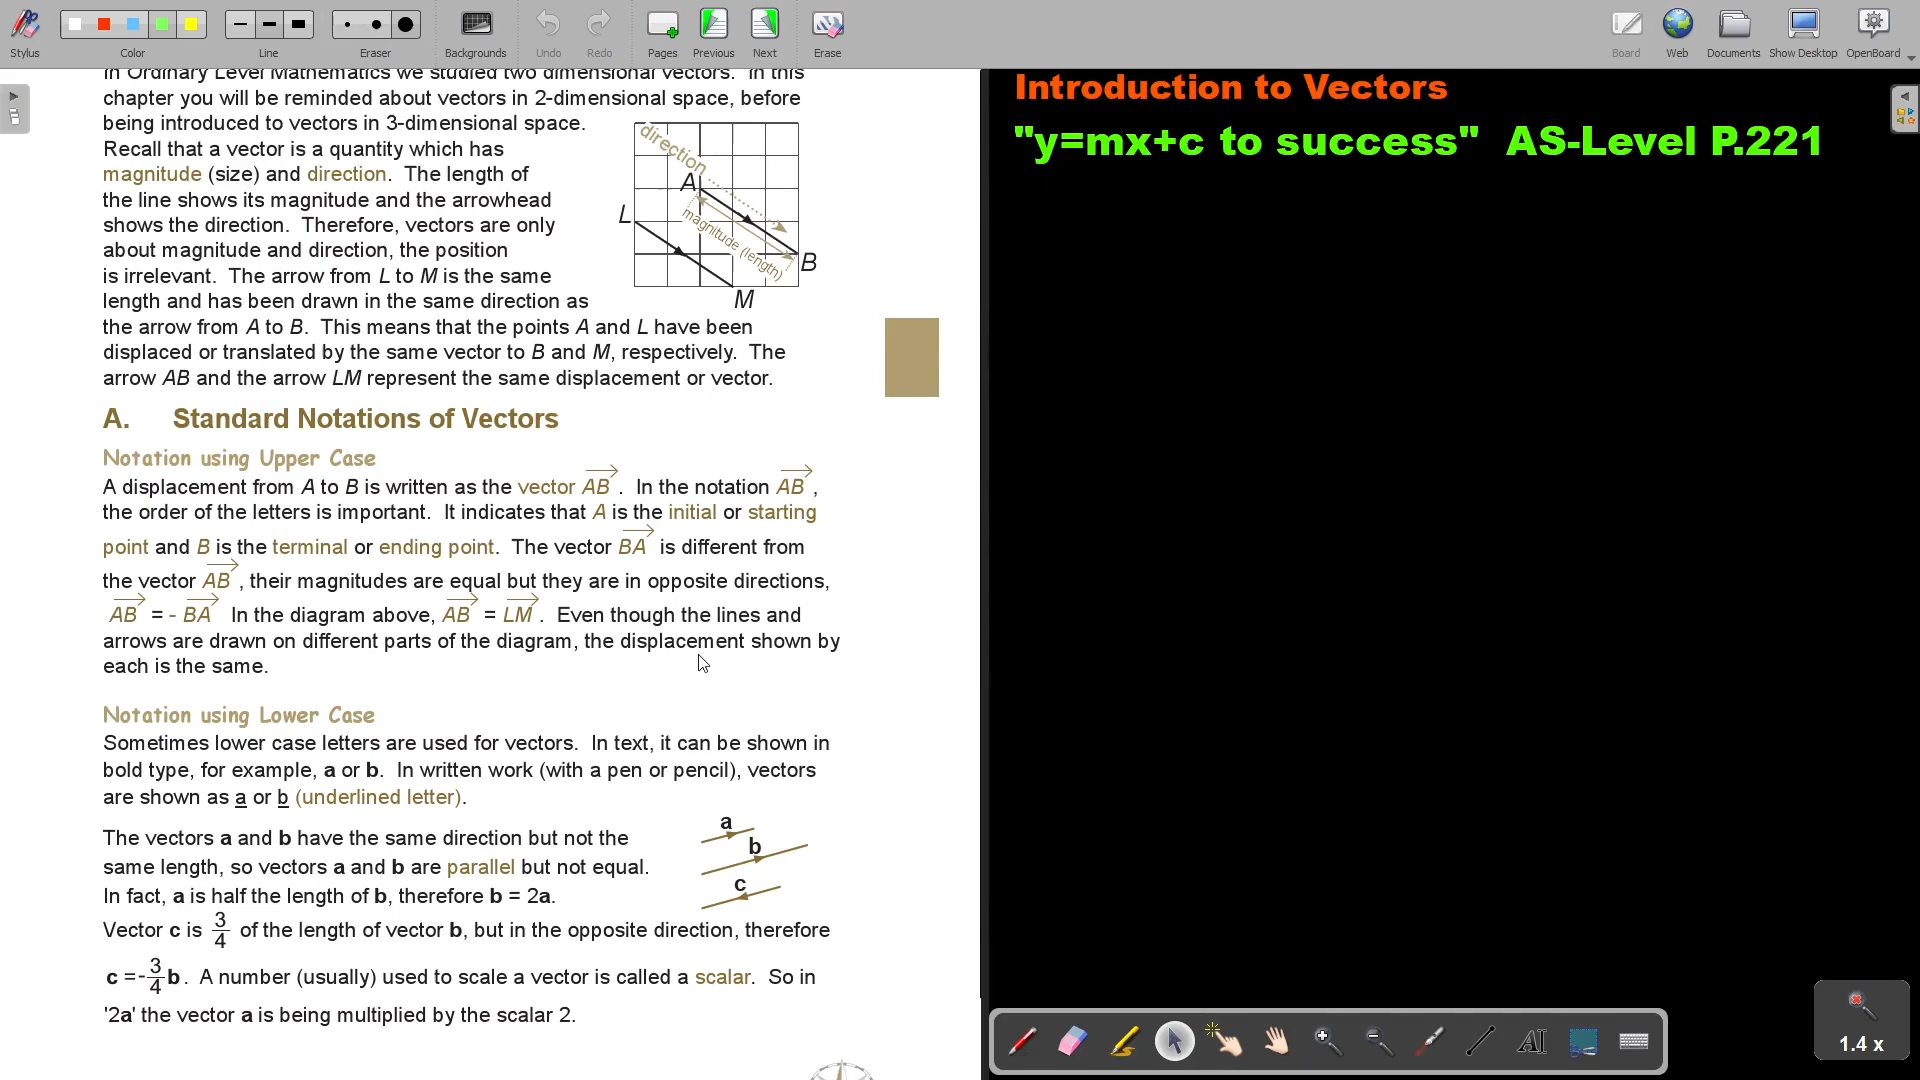 Stylus
Color
Line
Eraser
Backgrounds
Undo
Redo
Pages
Previous
Next
Erase
Board
Web
Documents
Show Desktop
OpenBoard
In Ordinary Level Mathematics we studied two dimensional vectors. In this
chapter you will be reminded about vectors in 2-dimensional space, before
being introduced to vectors in 3-dimensional space.
Recall that a vector is a quantity which has
magnitude (size) and direction. The length of
the line shows its magnitude and the arrowhead
shows the direction. Therefore, vectors are only
about magnitude and direction, the position
is irrelevant. The arrow from L to M is the same
length and has been drawn in the same direction as
the arrow from A to B. This means that the points A and L have been
displaced or translated by the same vector to B and M, respectively. The
arrow AB and the arrow LM represent the same displacement or vector.
direction
A
L
magnitude (length)
B
M
A. Standard Notations of Vectors
Notation using Upper Case
A displacement from A to B is written as the vector AB. In the notation AB,
the order of the letters is important. It indicates that A is the initial or starting
point and B is the terminal or ending point. The vector BA is different from
the vector AB, their magnitudes are equal but they are in opposite directions,
AB = - BA In the diagram above, AB = LM. Even though the lines and
arrows are drawn on different parts of the diagram, the displacement shown by
each is the same.
Notation using Lower Case
Sometimes lower case letters are used for vectors. In text, it can be shown in
bold type, for example, a or b. In written work (with a pen or pencil), vectors
are shown as a or b (underlined letter).
The vectors a and b have the same direction but not the
same length, so vectors a and b are parallel but not equal.
In fact, a is half the length of b, therefore b = 2a.
a
b
c
Vector c is 3/4 of the length of vector b, but in the opposite direction, therefore
c =-3/4 b. A number (usually) used to scale a vector is called a scalar. So in
'2a' the vector a is being multiplied by the scalar 2.
Introduction to Vectors
"y=mx+c to success" AS-Level P.221
AI
1.4 x